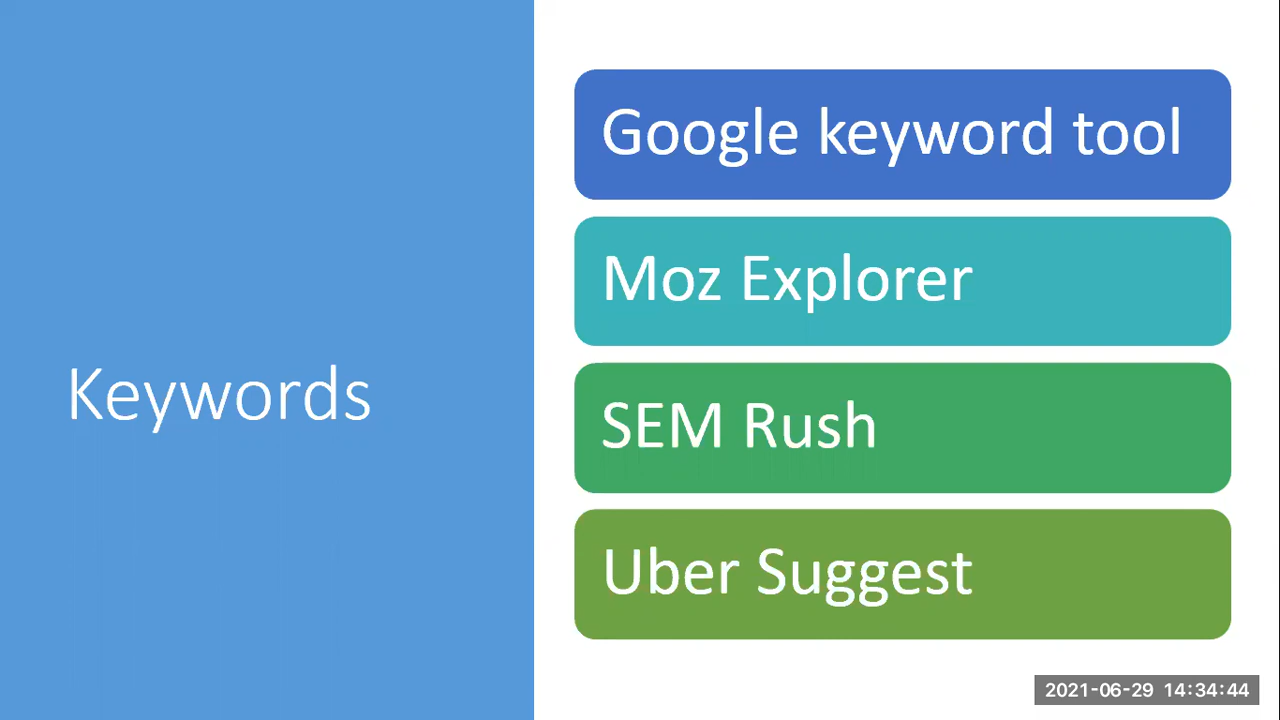 Keywords
Google keyword tool
Moz Explorer
SEM Rush
Uber Suggest
2021-06-29 14:34:44